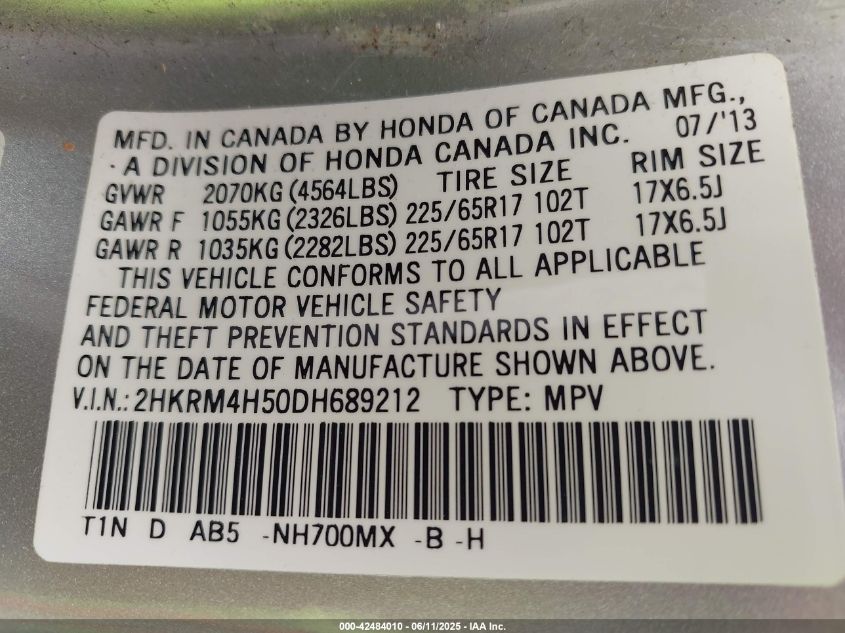 MFD. IN CANADA BY HONDA OF CANADA MFG.,
· A DIVISION OF HONDA CANADA INC. 07/'13
GVWR 2070KG (4564LBS) TIRE SIZE RIM SIZE
GAWR F 1055KG (2326LBS) 225/65R17 102T 17X6.5J
GAWR R 1035KG (2282LBS) 225/65R17 102T 17X6.5J
THIS VEHICLE CONFORMS TO ALL APPLICABLE
FEDERAL MOTOR VEHICLE SAFETY
AND THEFT PREVENTION STANDARDS IN EFFECT
ON THE DATE OF MANUFACTURE SHOWN ABOVE.
V.I.N.: 2HKRM4H50DH689212 TYPE: MPV
T1N D AB5 -NH700MX -B -H
000-42484010 - 06/11/2025 - IAA Inc.